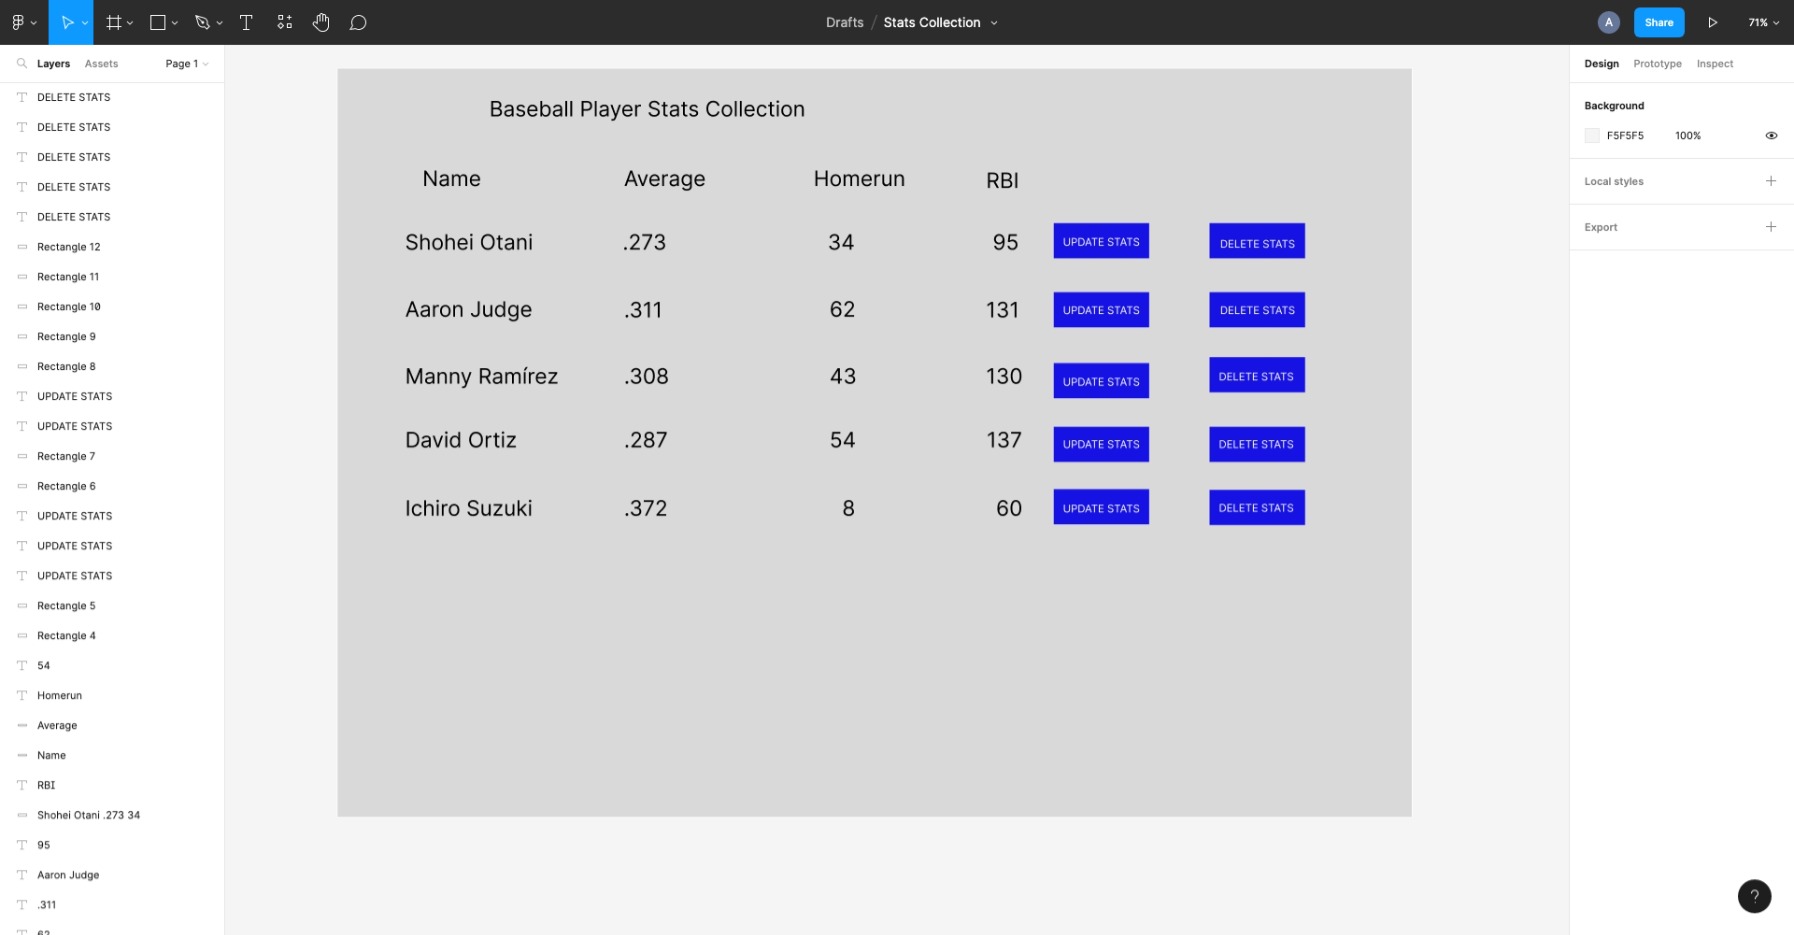 Drafts / Stats Collection
A
Share
71%
Layers Assets Page 1
DELETE STATS
DELETE STATS
DELETE STATS
DELETE STATS
DELETE STATS
Rectangle 12
Rectangle 11
Rectangle 10
Rectangle 9
Rectangle 8
UPDATE STATS
UPDATE STATS
Rectangle 7
Rectangle 6
UPDATE STATS
UPDATE STATS
UPDATE STATS
Rectangle 5
Rectangle 4
54
Homerun
Average
Name
RBI
Shohei Otani .273 34
95
Aaron Judge
.311
62
Baseball Player Stats Collection
Name Average Homerun RBI
Shohei Otani .273 34 95 UPDATE STATS DELETE STATS
Aaron Judge .311 62 131 UPDATE STATS DELETE STATS
Manny Ramírez .308 43 130 UPDATE STATS DELETE STATS
David Ortiz .287 54 137 UPDATE STATS DELETE STATS
Ichiro Suzuki .372 8 60 UPDATE STATS DELETE STATS
Design Prototype Inspect
Background
F5F5F5 100%
Local styles
Export
?